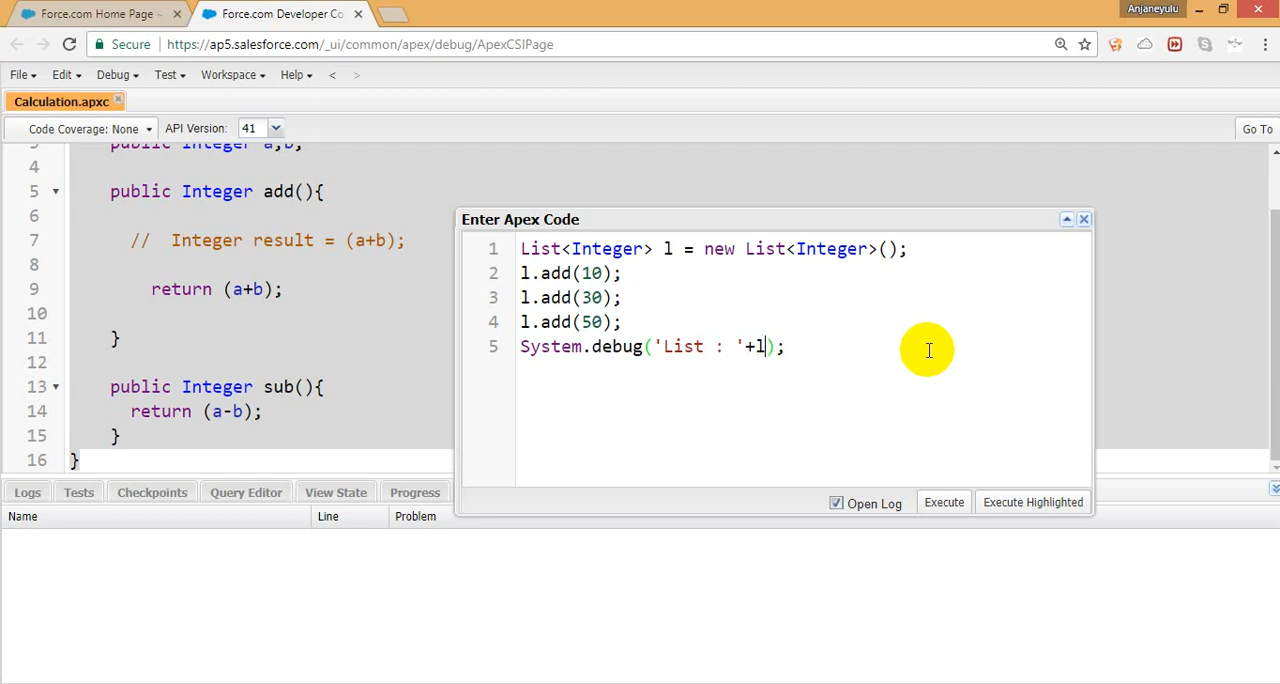 Force.com Home Page ~
Force.com Developer Co
Anjaneyulu
Secure
https://ap5.salesforce.com/_ui/common/apex/debug/ApexCSIPage
File Edit Debug Test Workspace Help < >
Calculation.apxc
Code Coverage: None API Version: 41 Go To
3 public Integer a,b;
4
5 public Integer add(){
6
7 // Integer result = (a+b);
8
9 return (a+b);
10
11 }
12
13 public Integer sub(){
14 return (a-b);
15 }
16 }
Enter Apex Code
1 List<Integer> l = new List<Integer>();
2 l.add(10);
3 l.add(30);
4 l.add(50);
5 System.debug('List : '+l);
Open Log Execute Execute Highlighted
Logs Tests Checkpoints Query Editor View State Progress
Name Line Problem